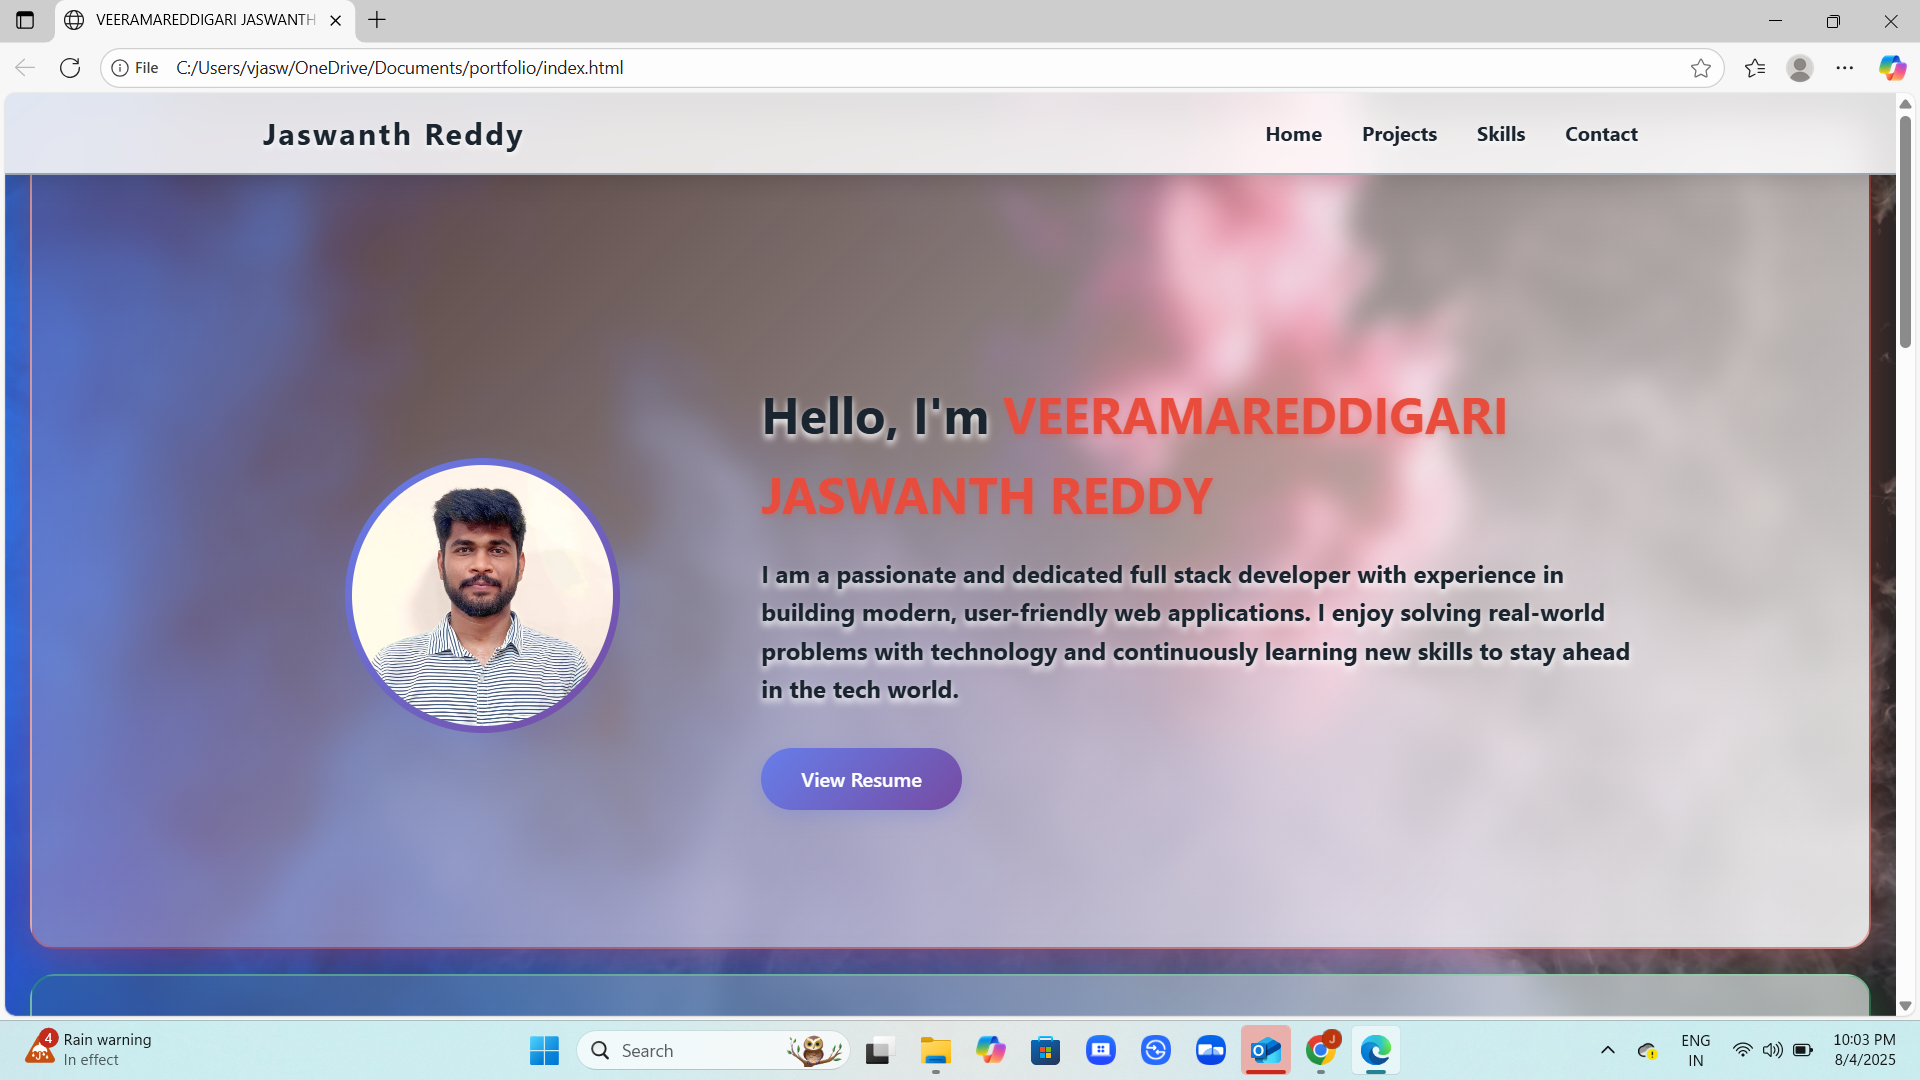 VEERAMAREDDIGARI JASWANTH
File C:/Users/vjasw/OneDrive/Documents/portfolio/index.html
Jaswanth Reddy
Home Projects Skills Contact
Hello, I'm VEERAMAREDDIGARI
JASWANTH REDDY
I am a passionate and dedicated full stack developer with experience in
building modern, user-friendly web applications. I enjoy solving real-world
problems with technology and continuously learning new skills to stay ahead
in the tech world.
View Resume
4
Rain warning
In effect
Search
J
ENG
IN
10:03 PM
8/4/2025